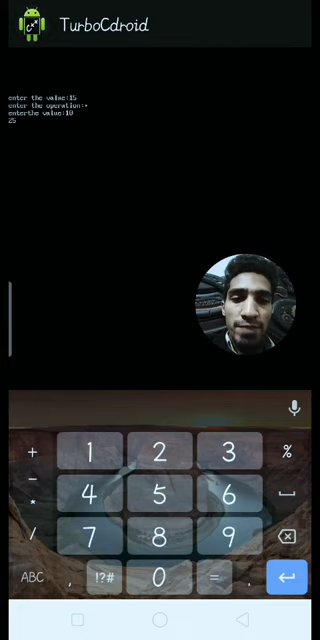 TurboCdroid
enter the value:15
enter the operation:+
enterthe value:10
25
+ 1 2 3 %
-
* 4 5 6
/ 7 8 9
ABC , !?# 0 = .